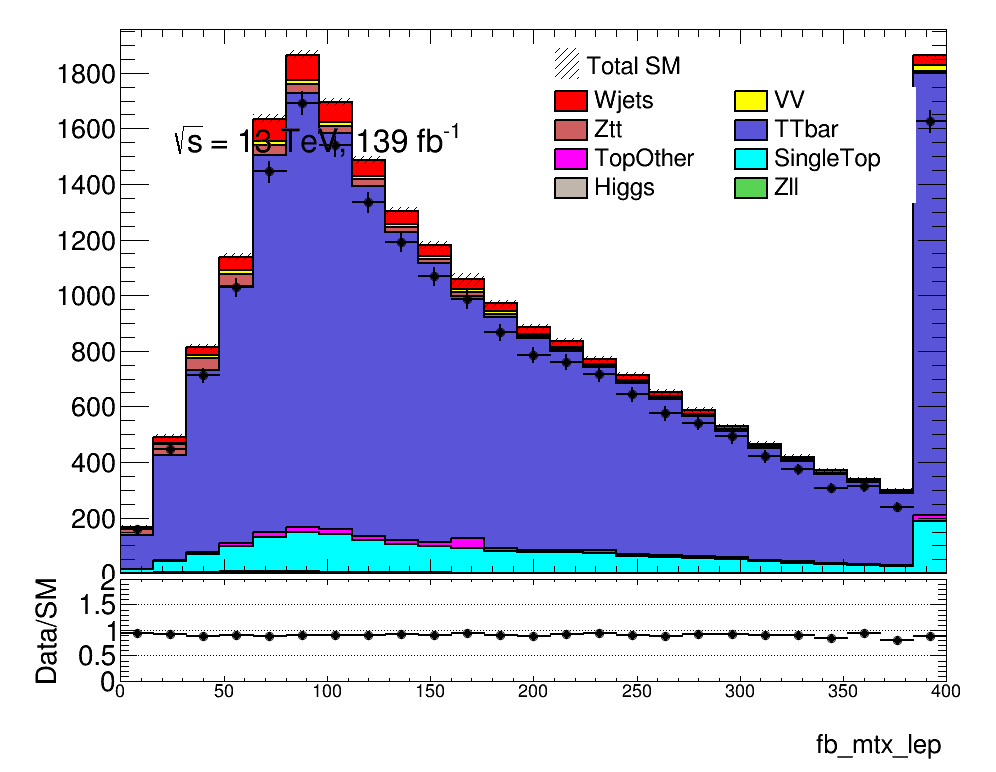 Total SM
Wjets VV
Ztt TTbar
TopOther SingleTop
Higgs Zll
√s = 13 TeV, 139 fb-1
1800
1600
1400
1200
1000
800
600
400
200
0
Data/SM
2
1.5
1
0.5
0
0 50 100 150 200 250 300 350 400
fb_mtx_lep